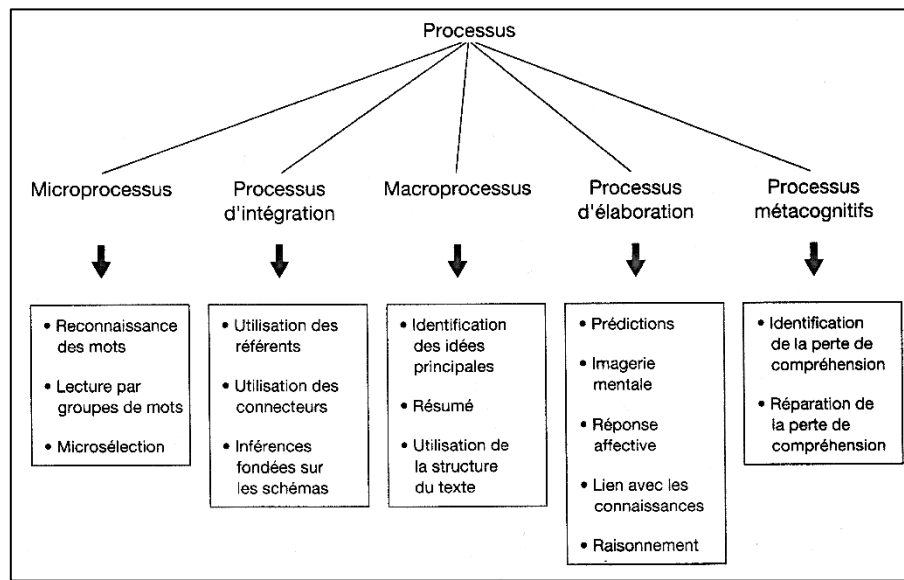 Processus
Microprocessus
Processus
d'intégration
Macroprocessus
Processus
d'élaboration
Processus
métacognitifs
• Reconnaissance
des mots
• Lecture par
groupes de mots
• Microsélection
• Utilisation des
référents
• Utilisation des
connecteurs
• Inférences
fondées sur
les schémas
• Identification
des idées
principales
• Résumé
• Utilisation de
la structure
du texte
• Prédictions
• Imagerie
mentale
• Réponse
affective
• Lien avec les
connaissances
• Raisonnement
• Identification
de la perte de
compréhension
• Réparation de
la perte de
compréhension